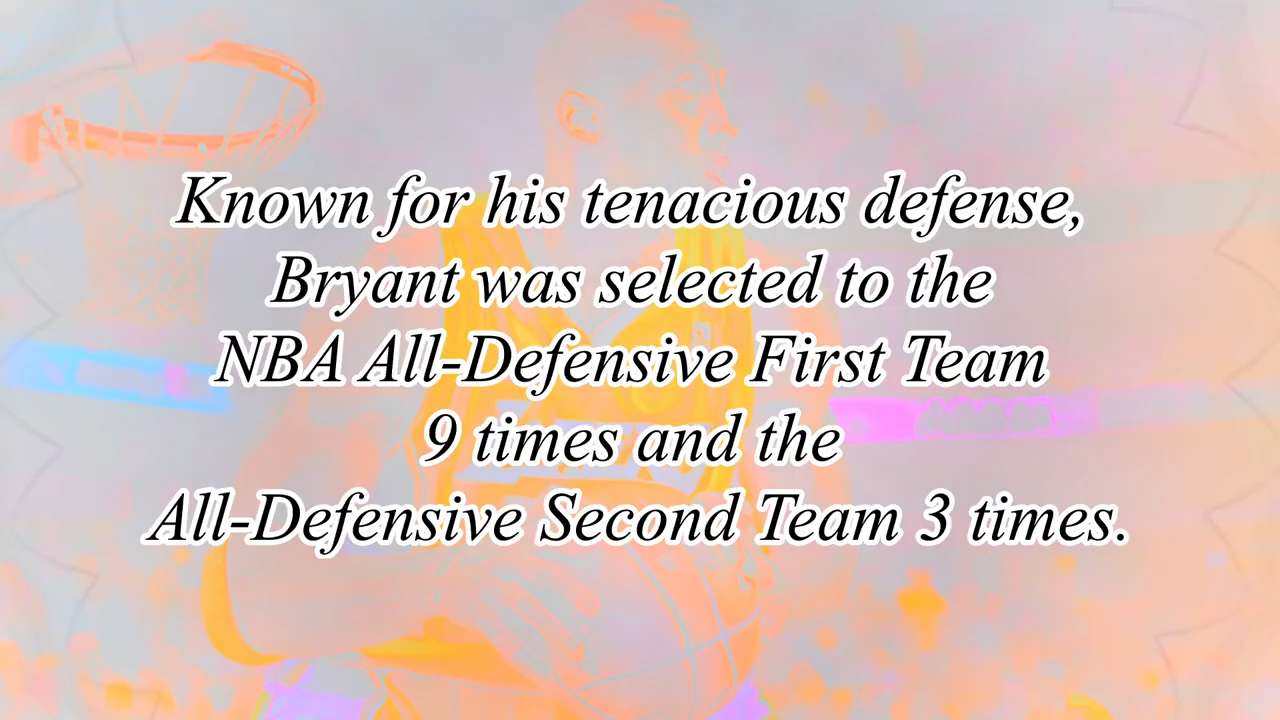 Known for his tenacious defense,
Bryant was selected to the
NBA All-Defensive First Team
9 times and the
All-Defensive Second Team 3 times.